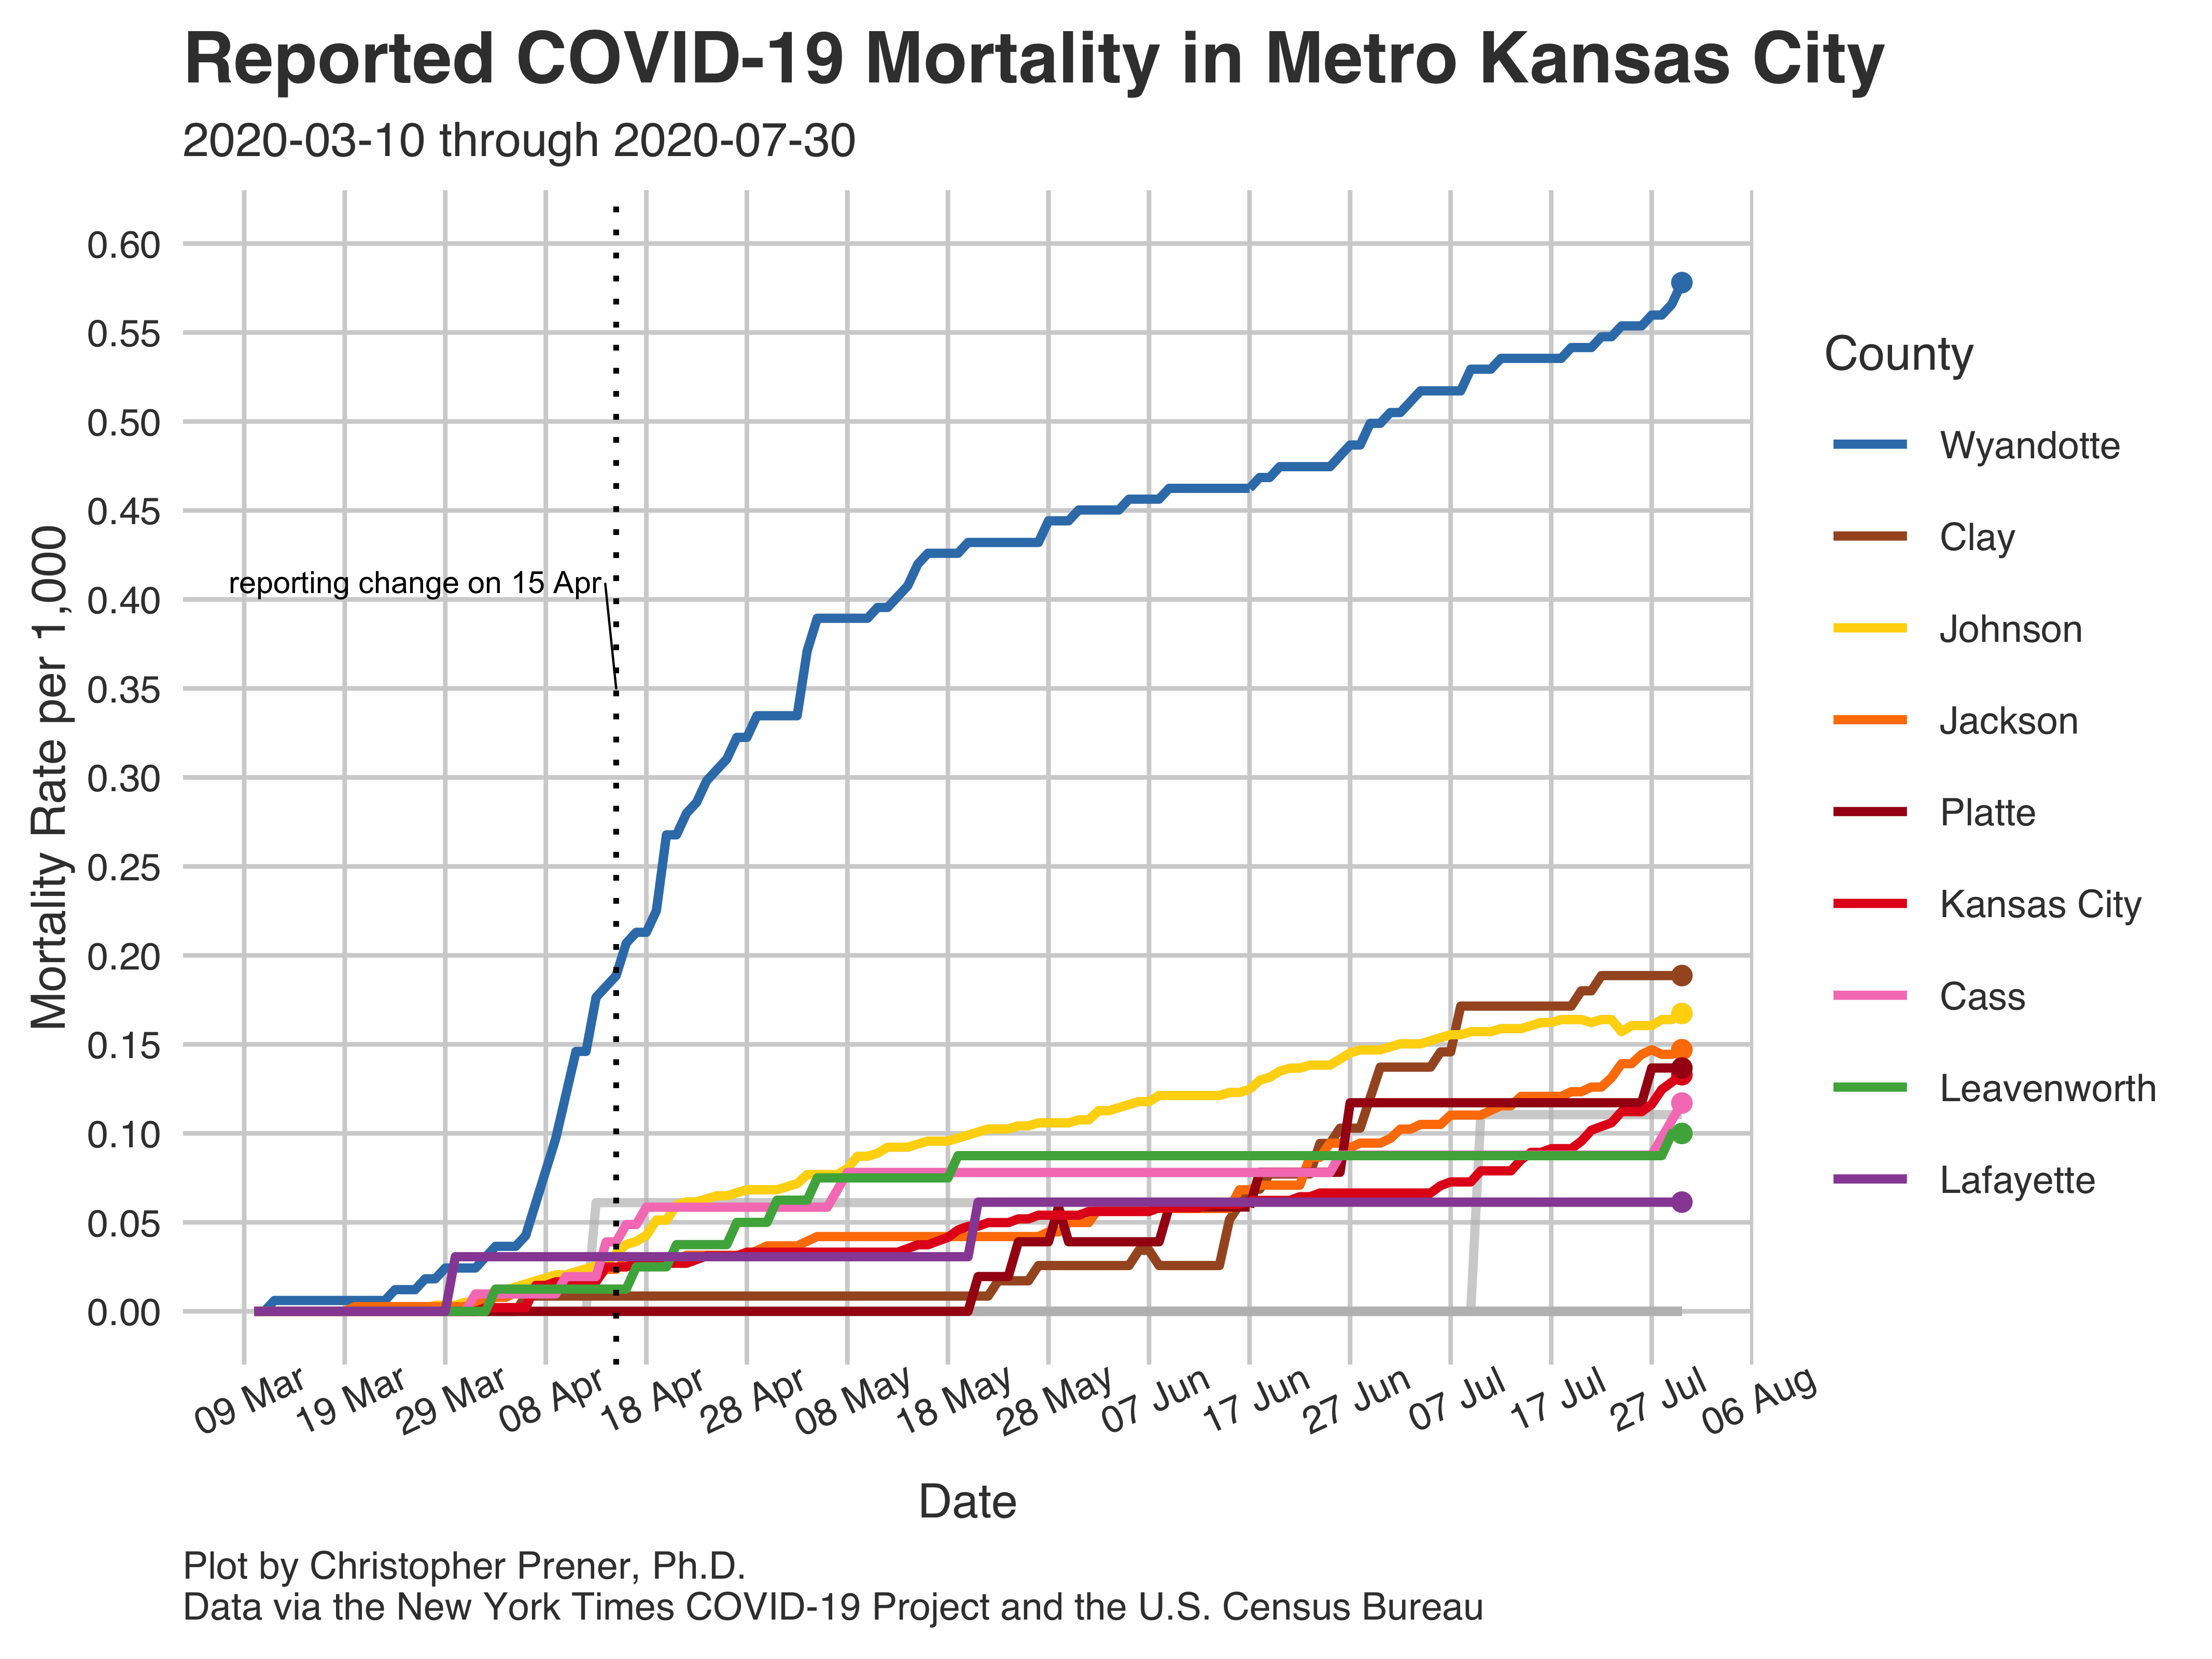 Reported COVID-19 Mortality in Metro Kansas City
2020-03-10 through 2020-07-30
Mortality Rate per 1,000
0.60
0.55
0.50
0.45
0.40
0.35
0.30
0.25
0.20
0.15
0.10
0.05
0.00
reporting change on 15 Apr
09 Mar
19 Mar
29 Mar
08 Apr
18 Apr
28 Apr
08 May
18 May
28 May
07 Jun
17 Jun
27 Jun
07 Jul
17 Jul
27 Jul
06 Aug
Date
County
Wyandotte
Clay
Johnson
Jackson
Platte
Kansas City
Cass
Leavenworth
Lafayette
Plot by Christopher Prener, Ph.D.
Data via the New York Times COVID-19 Project and the U.S. Census Bureau